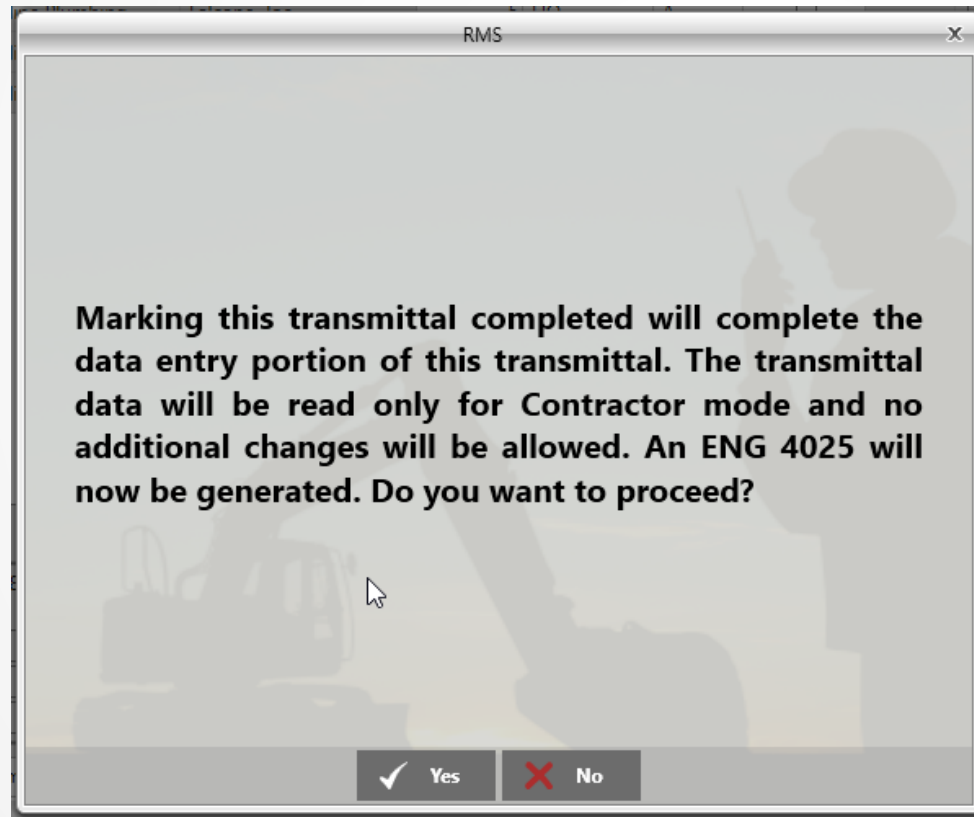 RMS
Marking this transmittal completed will complete the
data entry portion of this transmittal. The transmittal
data will be read only for Contractor mode and no
additional changes will be allowed. An ENG 4025 will
now be generated. Do you want to proceed?
Yes No